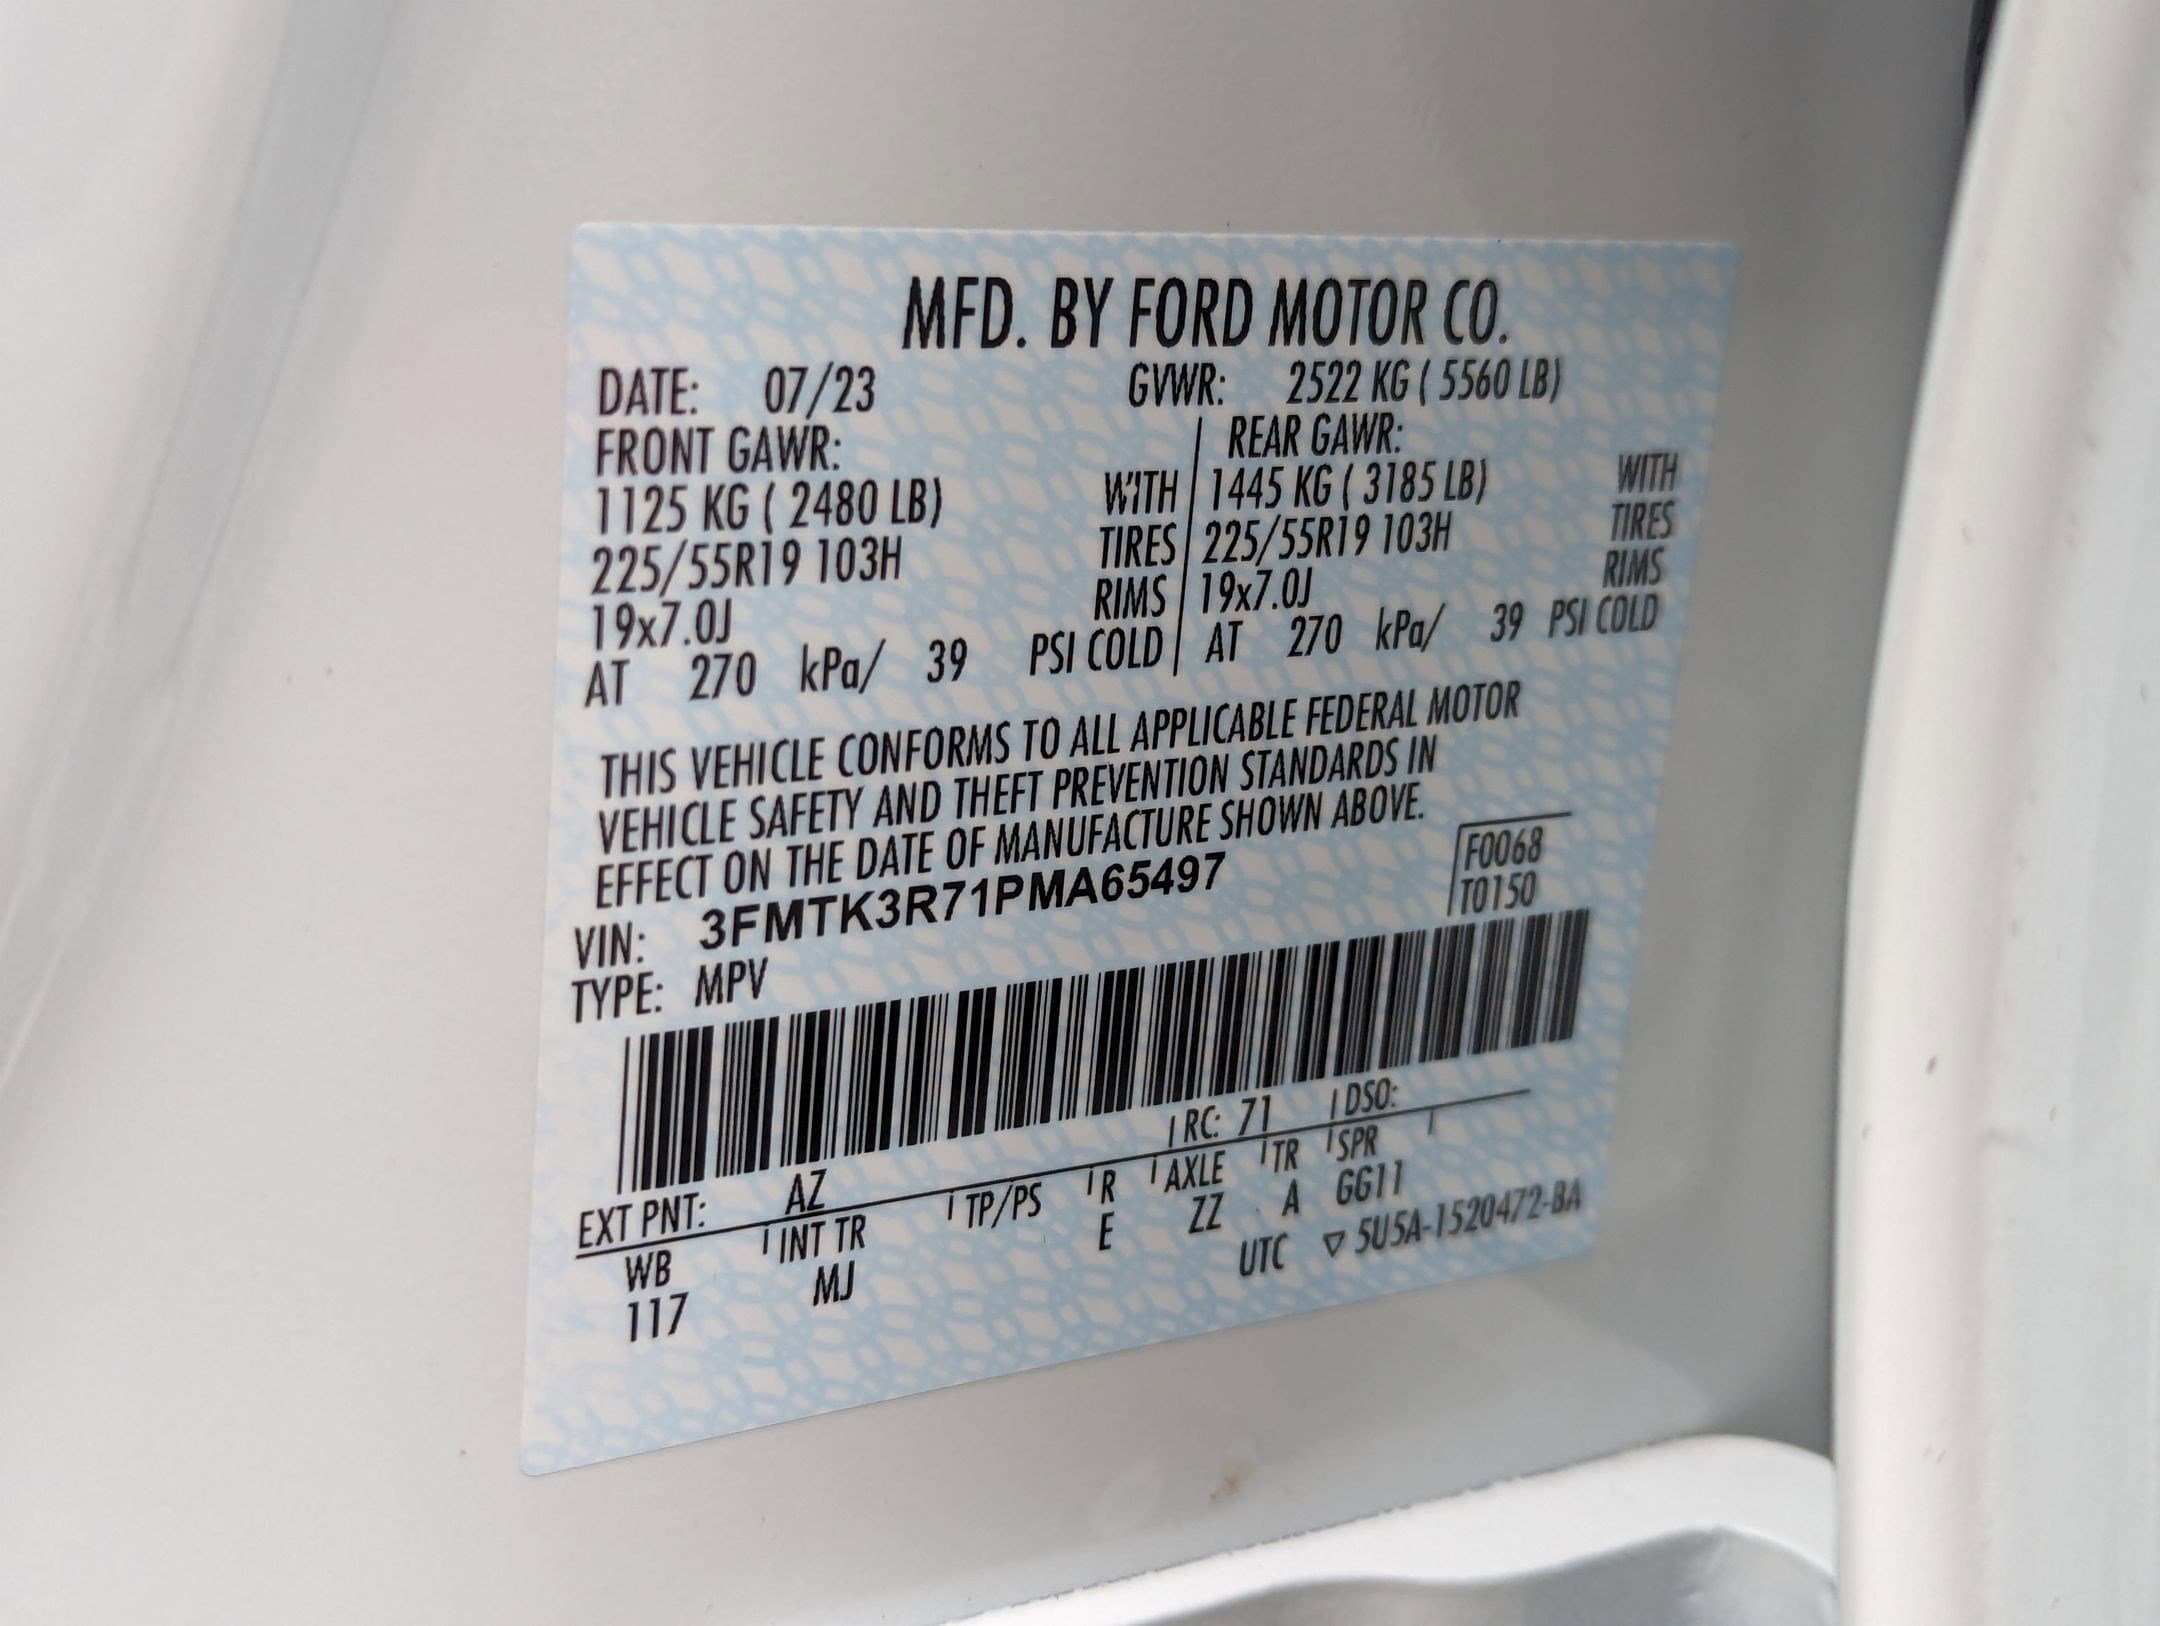 MFD. BY FORD MOTOR CO.
DATE: 07/23 GVWR: 2522 KG ( 5560 LB)
FRONT GAWR: REAR GAWR:
1125 KG ( 2480 LB) WITH 1445 KG ( 3185 LB) WITH
225/55R19 103H TIRES 225/55R19 103H TIRES
19x7.0J RIMS 19x7.0J RIMS
AT 270 kPa/ 39 PSI COLD AT 270 kPa/ 39 PSI COLD
THIS VEHICLE CONFORMS TO ALL APPLICABLE FEDERAL MOTOR
VEHICLE SAFETY AND THEFT PREVENTION STANDARDS IN
EFFECT ON THE DATE OF MANUFACTURE SHOWN ABOVE.
VIN: 3FMTK3R71PMA65497
F0068
T0150
TYPE: MPV
EXT PNT: AZ RC: 71 DSO:
WB INT TR TP/PS R AXLE TR SPR
117 MJ E ZZ A GG11
UTC ▽ 5U5A-1520472-BA